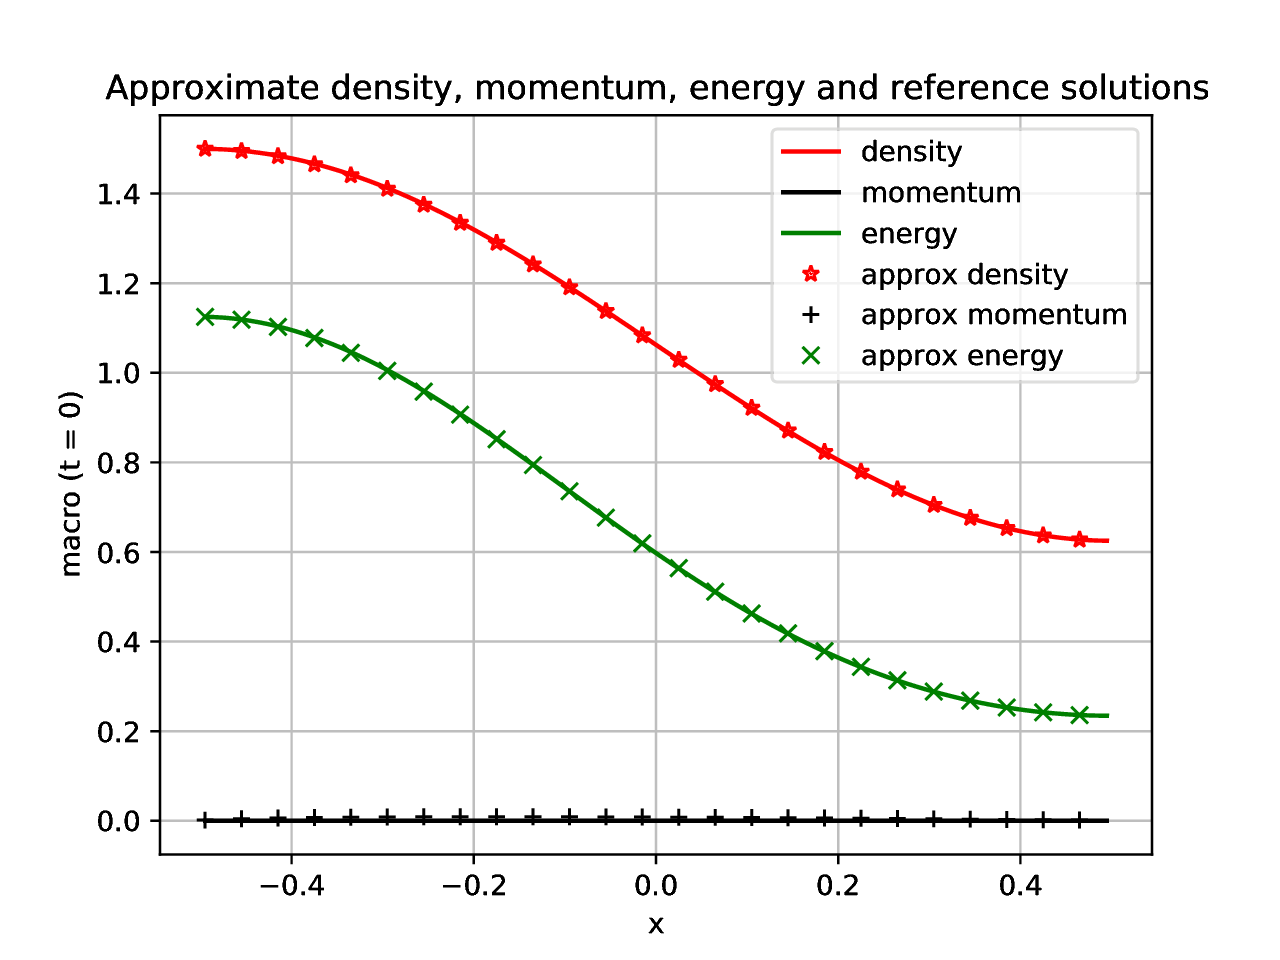 Approximate density, momentum, energy and reference solutions
density
momentum
energy
approx density
approx momentum
approx energy
1.4
1.2
1.0
0.8
0.6
0.4
0.2
0.0
macro (t = 0)
−0.4 −0.2 0.0 0.2 0.4
x